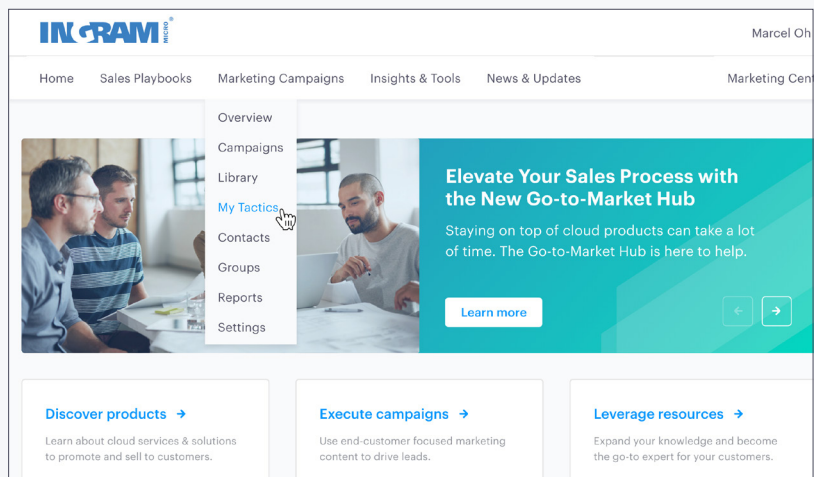 INGRAM MICRO®
Marcel Oh
Home Sales Playbooks Marketing Campaigns Insights & Tools News & Updates Marketing Cent
Overview
Campaigns
Library
My Tactics
Contacts
Groups
Reports
Settings
Elevate Your Sales Process with
the New Go-to-Market Hub
Staying on top of cloud products can take a lot
of time. The Go-to-Market Hub is here to help.
Learn more
Discover products →
Learn about cloud services & solutions
to promote and sell to customers.
Execute campaigns →
Use end-customer focused marketing
content to drive leads.
Leverage resources →
Expand your knowledge and become
the go-to expert for your customers.